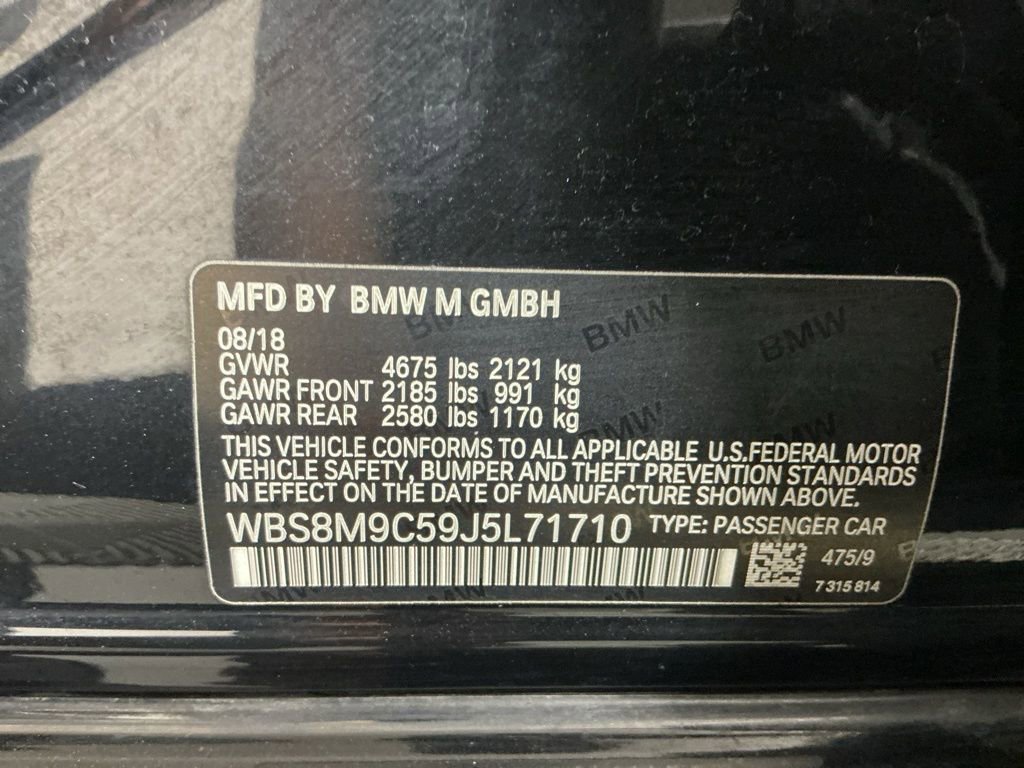 MFD BY BMW M GMBH
08/18
GVWR 4675 lbs 2121 kg
GAWR FRONT 2185 lbs 991 kg
GAWR REAR 2580 lbs 1170 kg
THIS VEHICLE CONFORMS TO ALL APPLICABLE U.S.FEDERAL MOTOR
VEHICLE SAFETY, BUMPER AND THEFT PREVENTION STANDARDS
IN EFFECT ON THE DATE OF MANUFACTURE SHOWN ABOVE.
WBS8M9C59J5L71710 TYPE: PASSENGER CAR
475/9
7 315 814